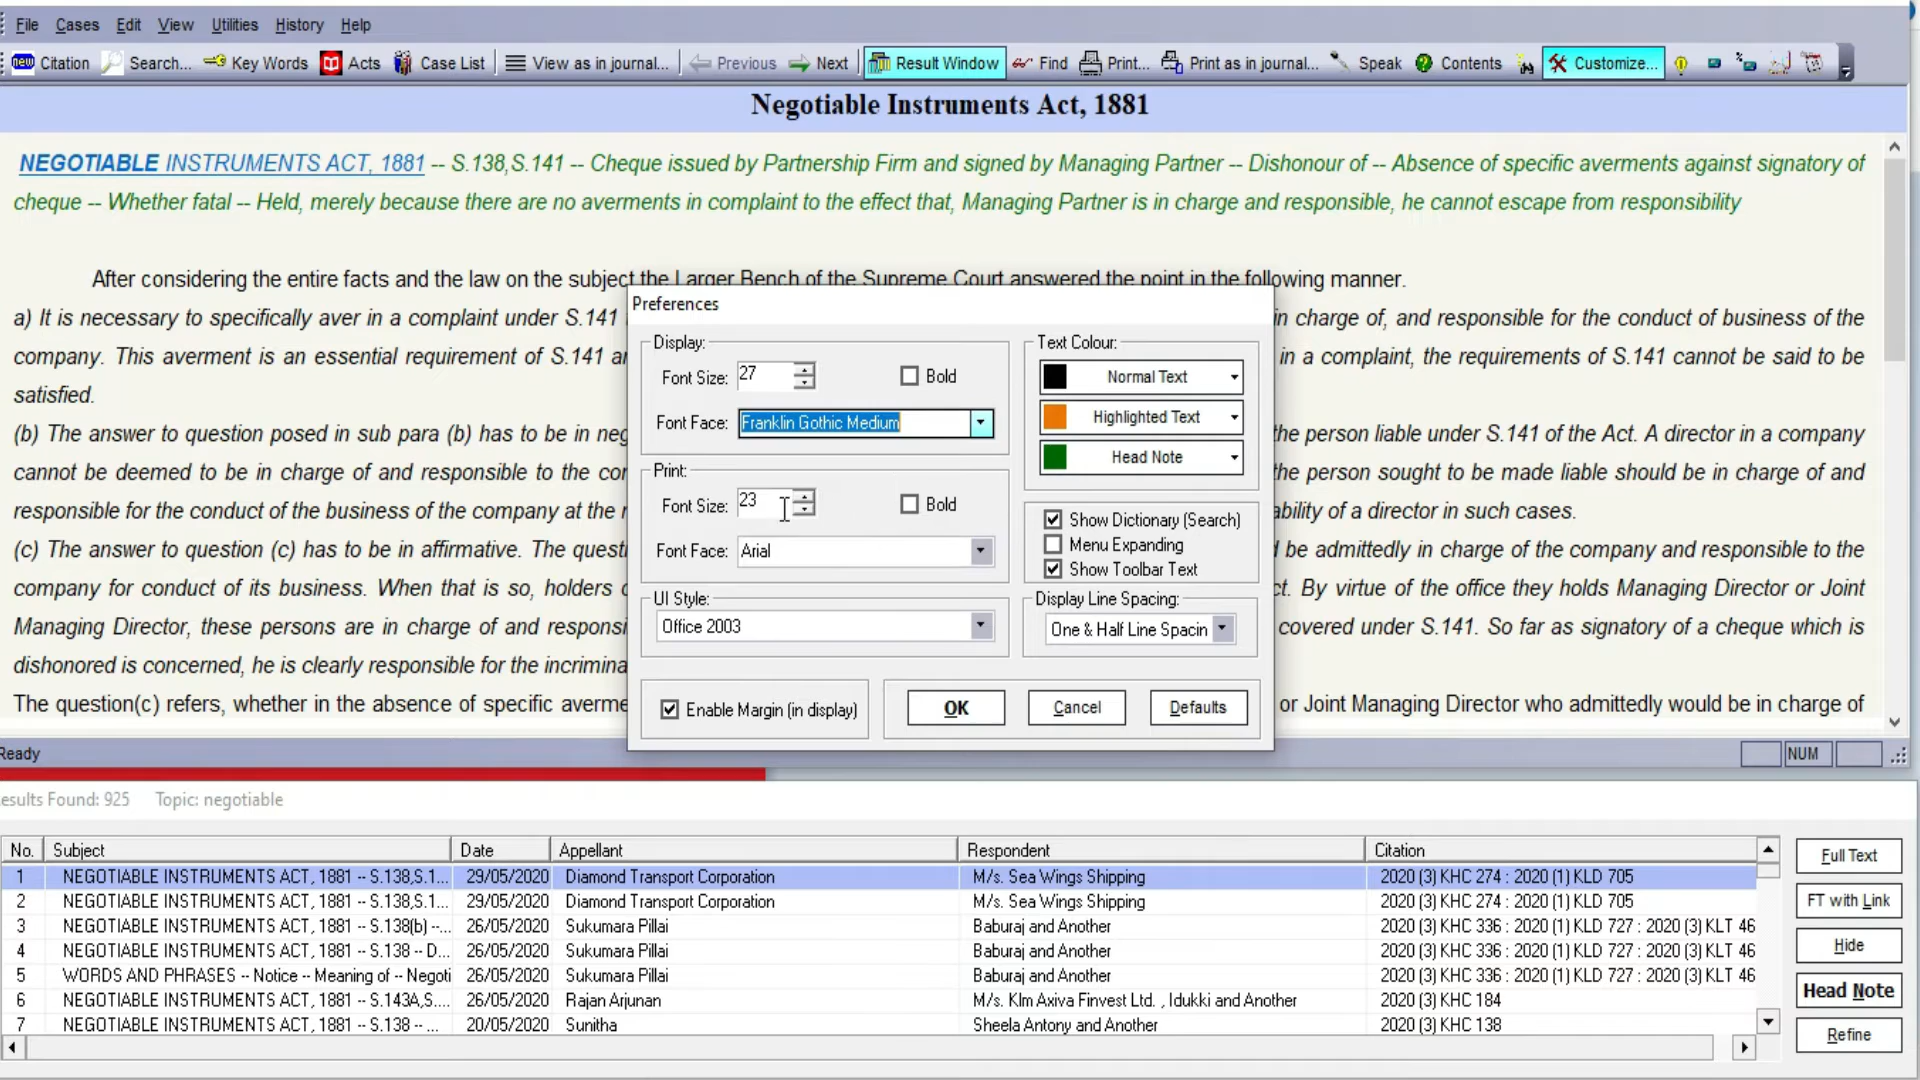 File Cases Edit View Utilities History Help
new Citation Search... Key Words Acts Case List View as in journal... Previous Next Result Window Find Print... Print as in journal... Speak Contents Customize...
Negotiable Instruments Act, 1881
NEGOTIABLE INSTRUMENTS ACT, 1881 -- S.138,S.141 -- Cheque issued by Partnership Firm and signed by Managing Partner -- Dishonour of -- Absence of specific averments against signatory of
cheque -- Whether fatal -- Held, merely because there are no averments in complaint to the effect that, Managing Partner is in charge and responsible, he cannot escape from responsibility
After considering the entire facts and the law on the subject the Larger Bench of the Supreme Court answered the point in the following manner.
a) It is necessary to specifically aver in a complaint under S.141 in charge of, and responsible for the conduct of business of the
company. This averment is an essential requirement of S.141 in a complaint, the requirements of S.141 cannot be said to be
satisfied.
(b) The answer to question posed in sub para (b) has to be in the person liable under S.141 of the Act. A director in a company
cannot be deemed to be in charge of and responsible to the the person sought to be made liable should be in charge of and
responsible for the conduct of the business of the company at the of a director in such cases.
(c) The answer to question (c) has to be in affirmative. The be admittedly in charge of the company and responsible to the
company for conduct of its business. When that is so, holders By virtue of the office they holds Managing Director or Joint
Managing Director, these persons are in charge of and covered under S.141. So far as signatory of a cheque which is
dishonored is concerned, he is clearly responsible for the
The question(c) refers, whether in the absence of specific or Joint Managing Director who admittedly would be in charge of
Preferences
Display:
Font Size: 27 Bold
Font Face: Franklin Gothic Medium
Print:
Font Size: 23 Bold
Font Face: Arial
UI Style:
Office 2003
Enable Margin (in display)
Text Colour:
Normal Text
Highlighted Text
Head Note
Show Dictionary (Search)
Menu Expanding
Show Toolbar Text
Display Line Spacing:
One & Half Line Spacin
OK Cancel Defaults
Ready NUM
esults Found: 925 Topic: negotiable
No. Subject Date Appellant Respondent Citation
1 NEGOTIABLE INSTRUMENTS ACT, 1881 -- S.138,S.1... 29/05/2020 Diamond Transport Corporation M/s. Sea Wings Shipping 2020 (3) KHC 274 : 2020 (1) KLD 705
2 NEGOTIABLE INSTRUMENTS ACT, 1881 -- S.138,S.1... 29/05/2020 Diamond Transport Corporation M/s. Sea Wings Shipping 2020 (3) KHC 274 : 2020 (1) KLD 705
3 NEGOTIABLE INSTRUMENTS ACT, 1881 -- S.138(b) --... 26/05/2020 Sukumara Pillai Baburaj and Another 2020 (3) KHC 336 : 2020 (1) KLD 727 : 2020 (3) KLT 46
4 NEGOTIABLE INSTRUMENTS ACT, 1881 -- S.138 -- D... 26/05/2020 Sukumara Pillai Baburaj and Another 2020 (3) KHC 336 : 2020 (1) KLD 727 : 2020 (3) KLT 46
5 WORDS AND PHRASES -- Notice -- Meaning of -- Negoti 26/05/2020 Sukumara Pillai Baburaj and Another 2020 (3) KHC 336 : 2020 (1) KLD 727 : 2020 (3) KLT 46
6 NEGOTIABLE INSTRUMENTS ACT, 1881 -- S.143A,S.... 26/05/2020 Rajan Arjunan M/s. Klm Axiva Finvest Ltd. , Idukki and Another 2020 (3) KHC 184
7 NEGOTIABLE INSTRUMENTS ACT, 1881 -- S.138 -- ... 20/05/2020 Sunitha Sheela Antony and Another 2020 (3) KHC 138
Full Text
FT with Link
Hide
Head Note
Refine